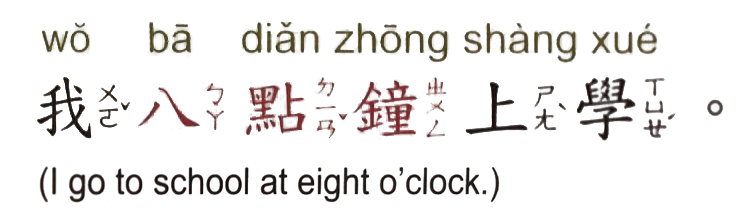 wǒ bā diǎn zhōng shàng xué
我ㄨㄛˇ八ㄅㄚ點ㄉㄧㄢˇ鐘ㄓㄨㄥ上ㄕㄤˋ學ㄒㄩㄝˊ。
(I go to school at eight o’clock.)